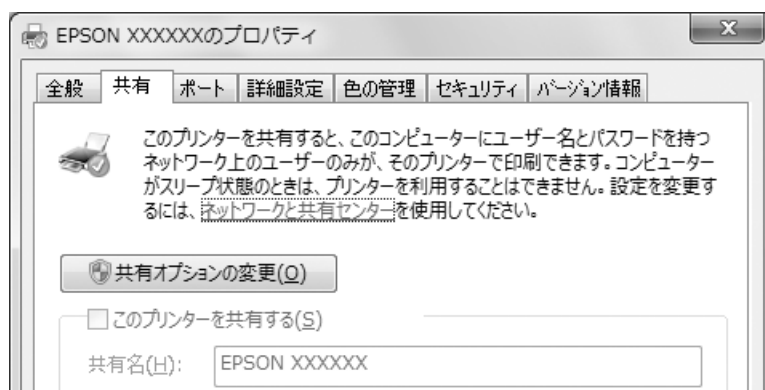 EPSON XXXXXXのプロパティ
全般 共有 ポート 詳細設定 色の管理 セキュリティ バージョン情報
このプリンターを共有すると、このコンピューターにユーザー名とパスワードを持つ
ネットワーク上のユーザーのみが、そのプリンターで印刷できます。コンピューター
がスリープ状態のときは、プリンターを利用することはできません。設定を変更す
るには、ネットワークと共有センターを使用してください。
共有オプションの変更(O)
このプリンターを共有する(S)
共有名(H): EPSON XXXXXX